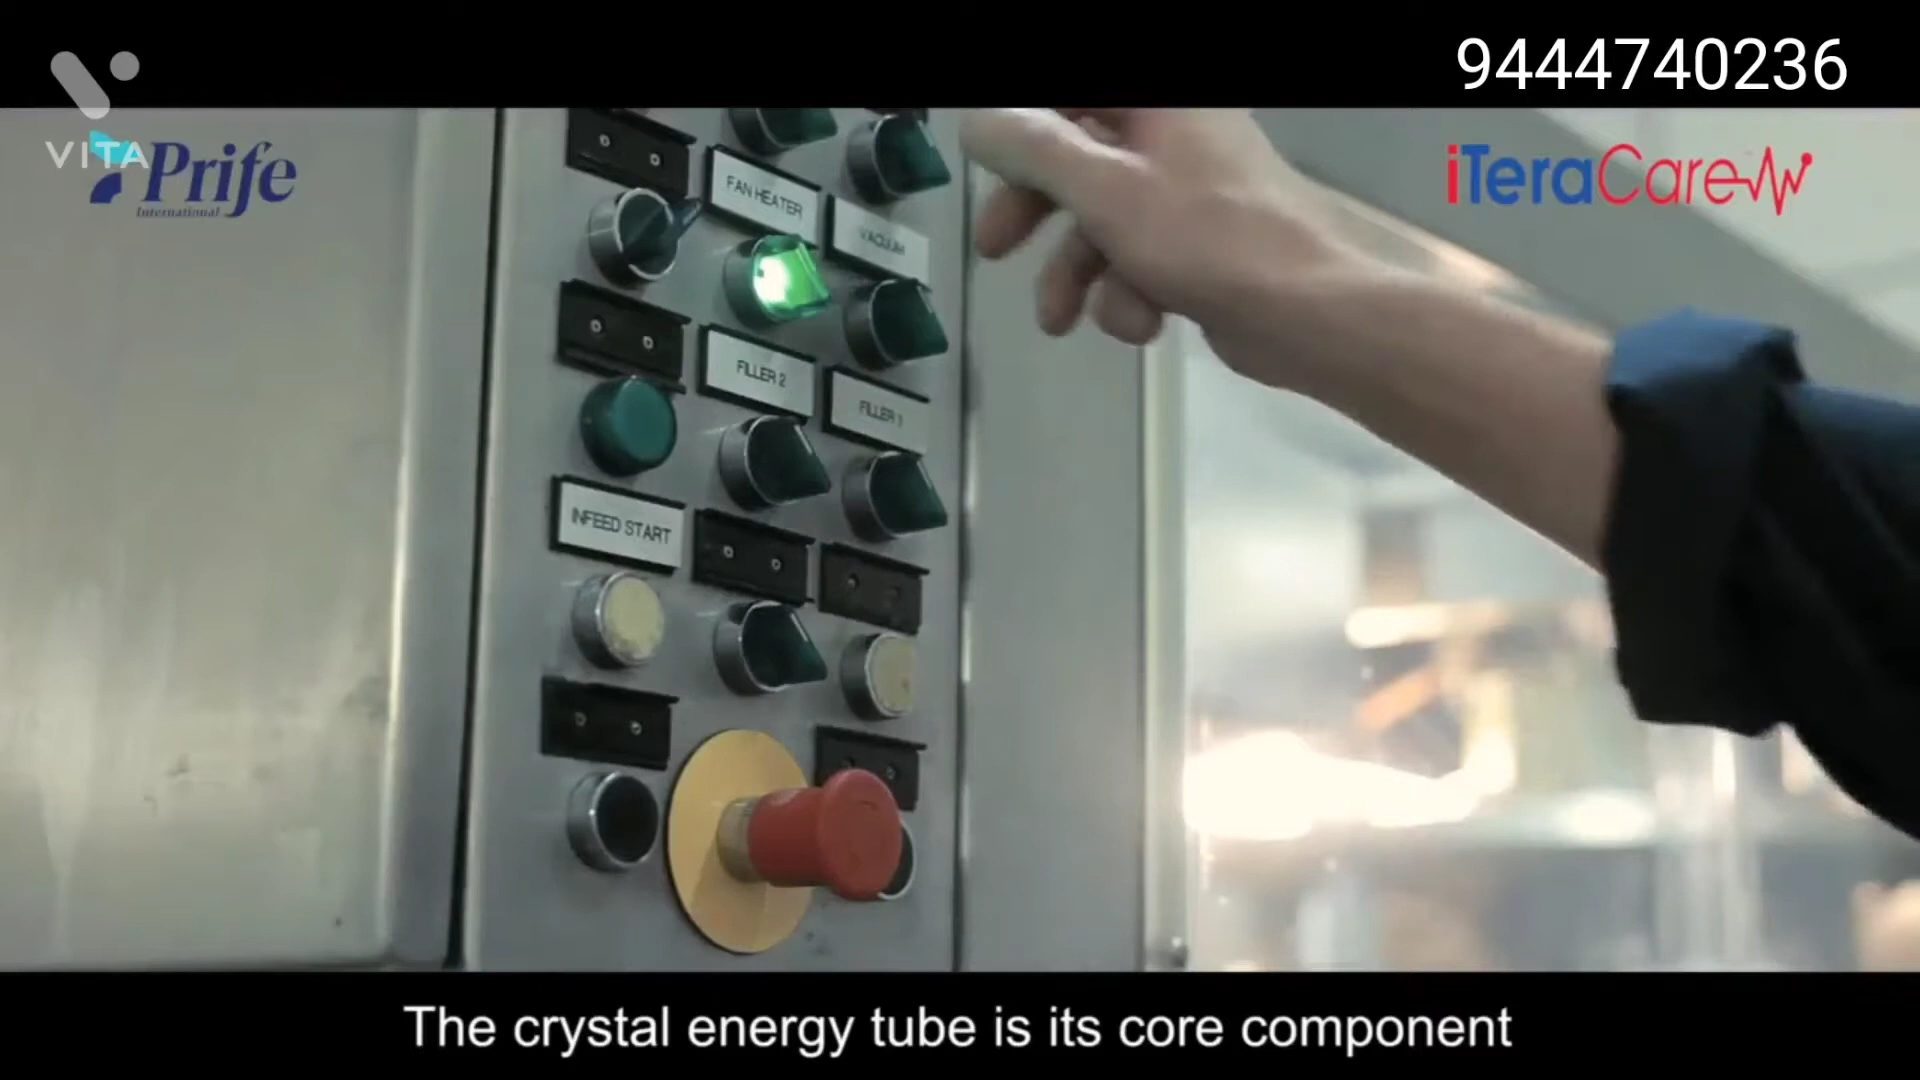 9444740236
VITA
Prife
International
iTeraCare
FAN HEATER
VACUUM
FILLER 2
FILLER 1
INFEED START
The crystal energy tube is its core component